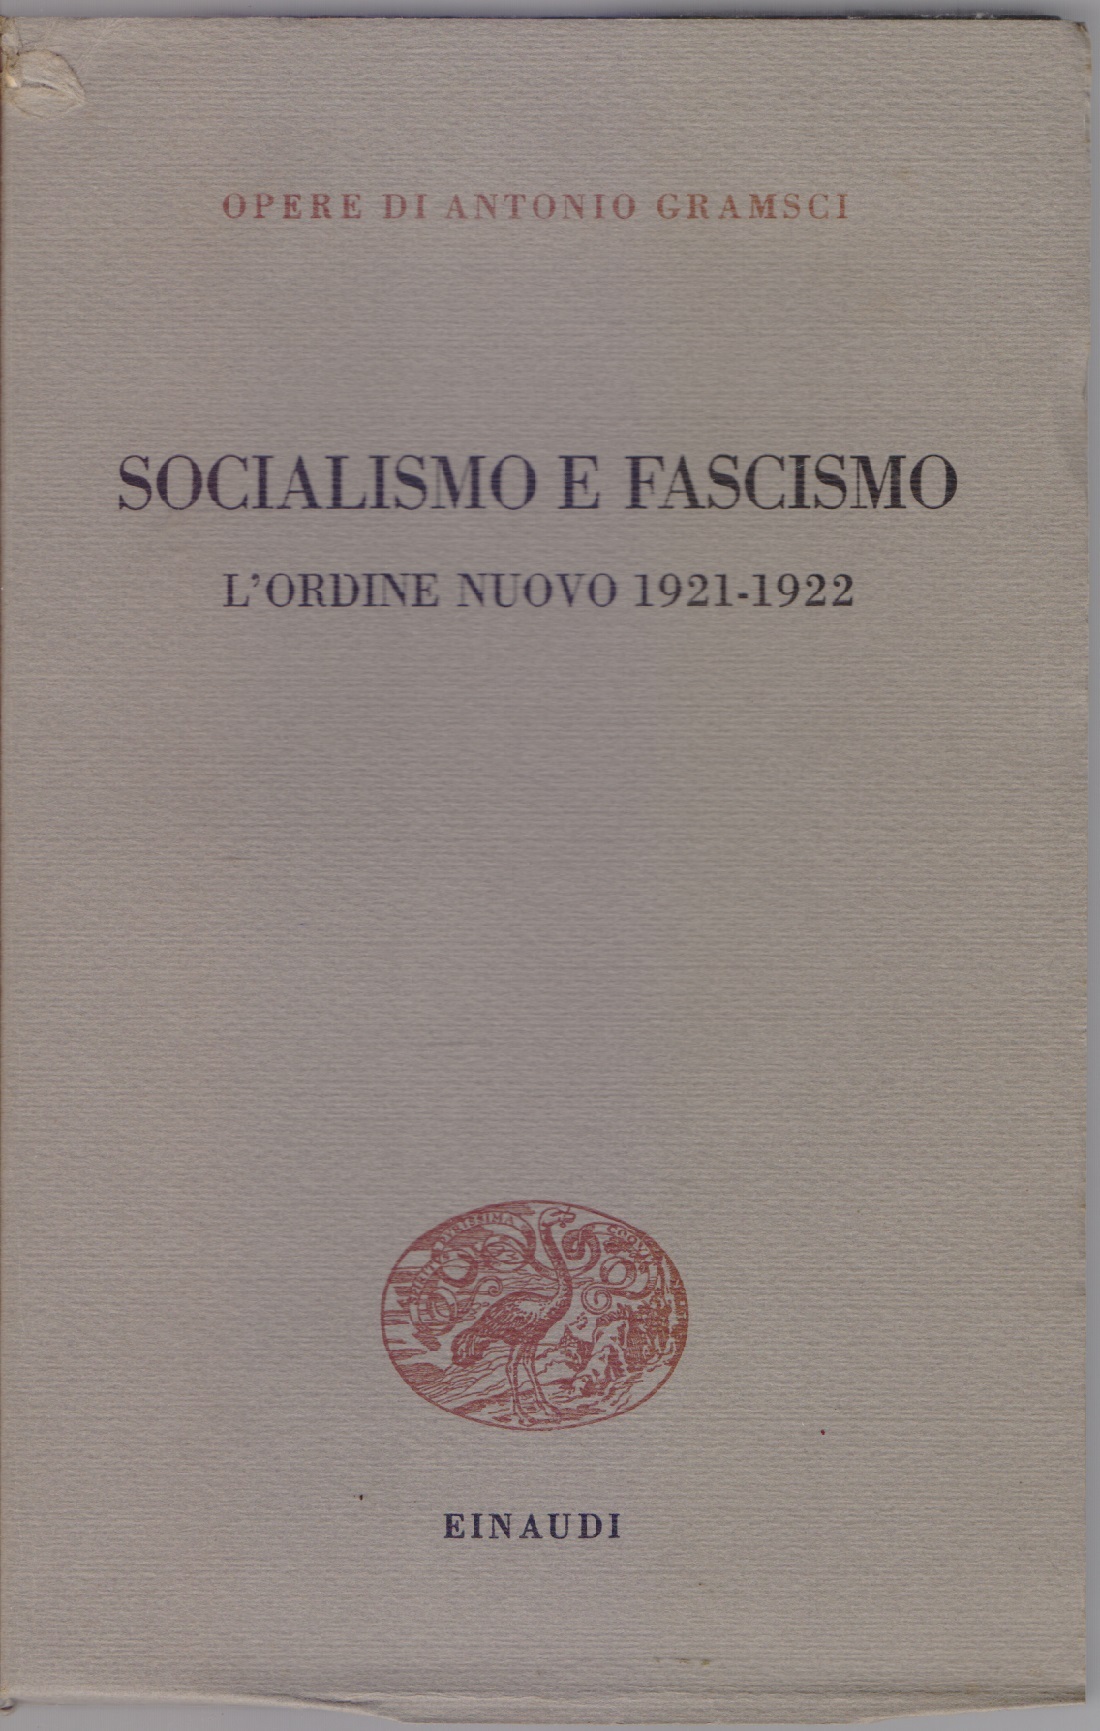 OPERE DI ANTONIO GRAMSCI
SOCIALISMO E FASCISMO
L'ORDINE NUOVO 1921-1922
EINAUDI